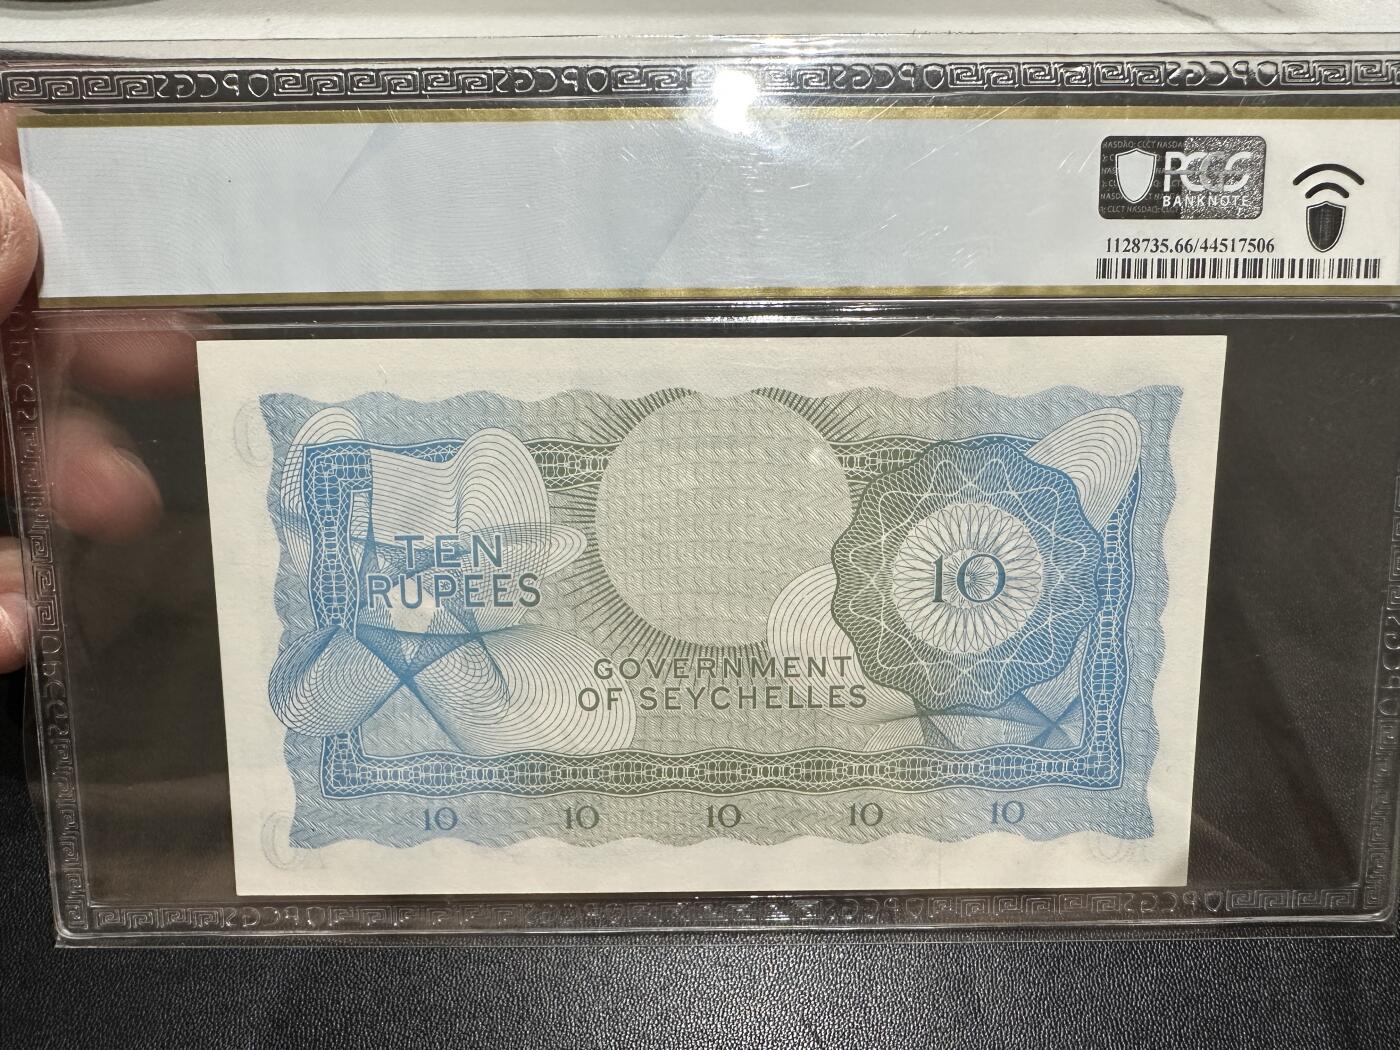 PCGS
BANKNOTE
1128735.66/44517506
TEN
RUPEES
10
GOVERNMENT
OF SEYCHELLES
10 10 10 10 10